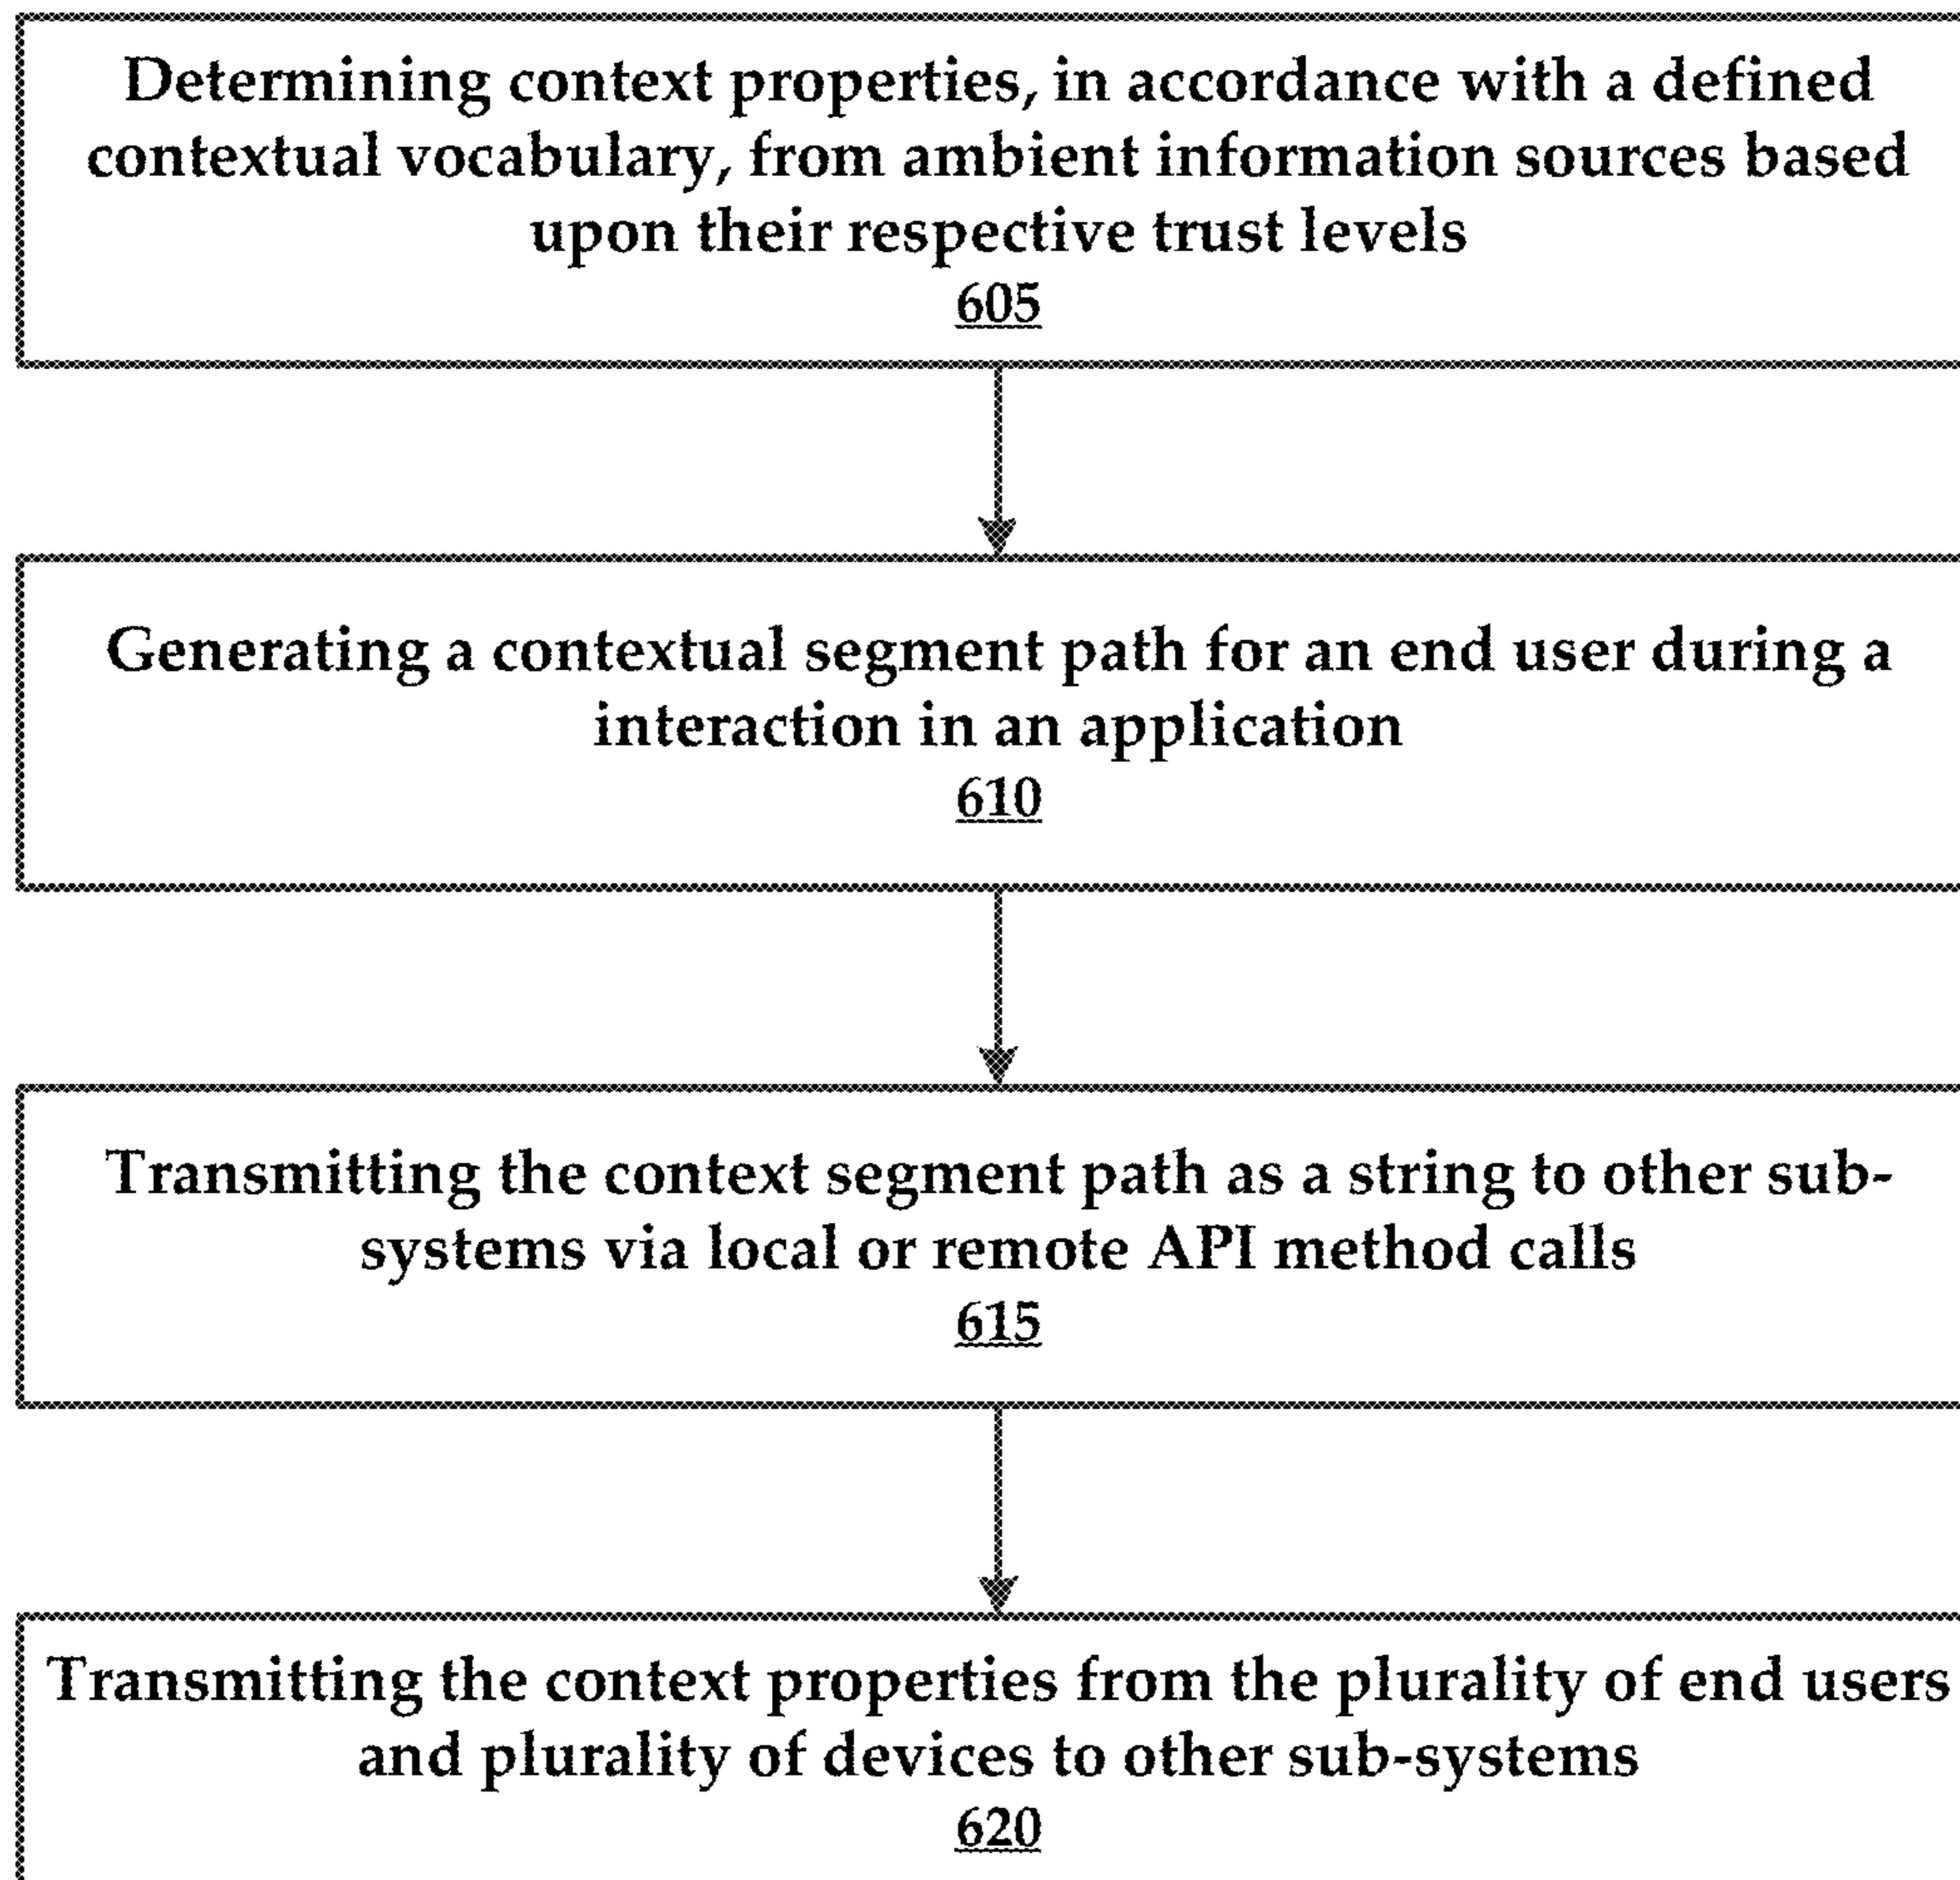 Determining context properties, in accordance with a defined
contextual vocabulary, from ambient information sources based
upon their respective trust levels
605
Generating a contextual segment path for an end user during a
interaction in an application
610
Transmitting the context segment path as a string to other sub-
systems via local or remote API method calls
615
Transmitting the context properties from the plurality of end users
and plurality of devices to other sub-systems
620